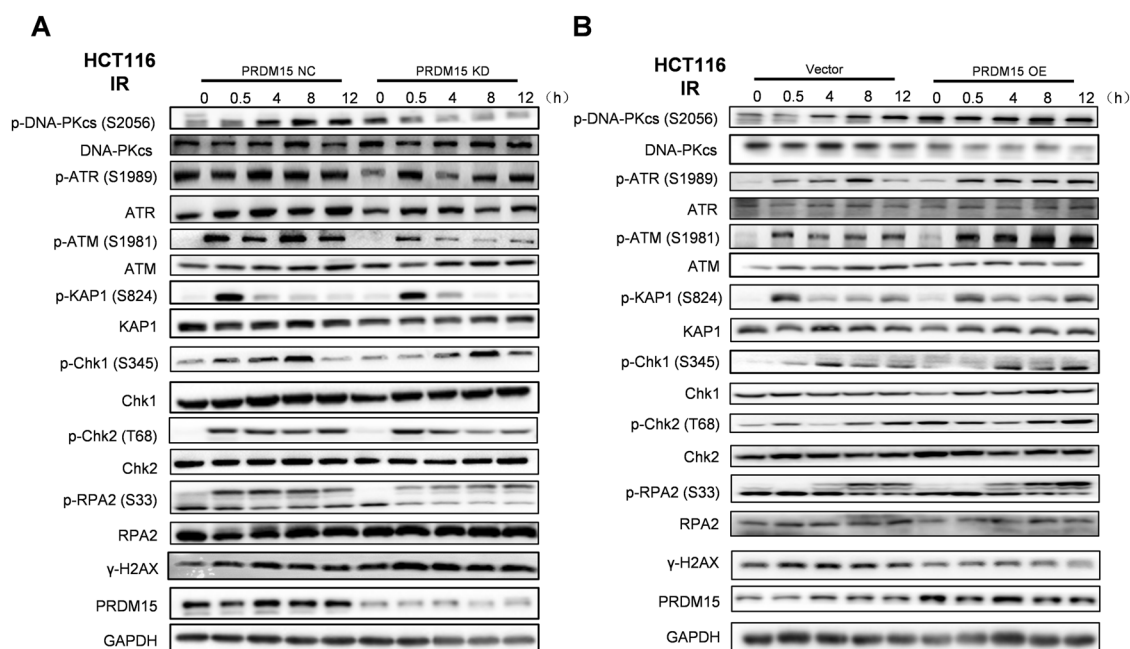 A
HCT116
IR
PRDM15 NC
PRDM15 KD
0 0.5 4 8 12 0 0.5 4 8 12 (h)
p-DNA-PKcs (S2056)
DNA-PKcs
p-ATR (S1989)
ATR
p-ATM (S1981)
ATM
p-KAP1 (S824)
KAP1
p-Chk1 (S345)
Chk1
p-Chk2 (T68)
Chk2
p-RPA2 (S33)
RPA2
γ-H2AX
PRDM15
GAPDH
B
HCT116
IR
Vector
PRDM15 OE
0 0.5 4 8 12 0 0.5 4 8 12 (h)
p-DNA-PKcs (S2056)
DNA-PKcs
p-ATR (S1989)
ATR
p-ATM (S1981)
ATM
p-KAP1 (S824)
KAP1
p-Chk1 (S345)
Chk1
p-Chk2 (T68)
Chk2
p-RPA2 (S33)
RPA2
γ-H2AX
PRDM15
GAPDH